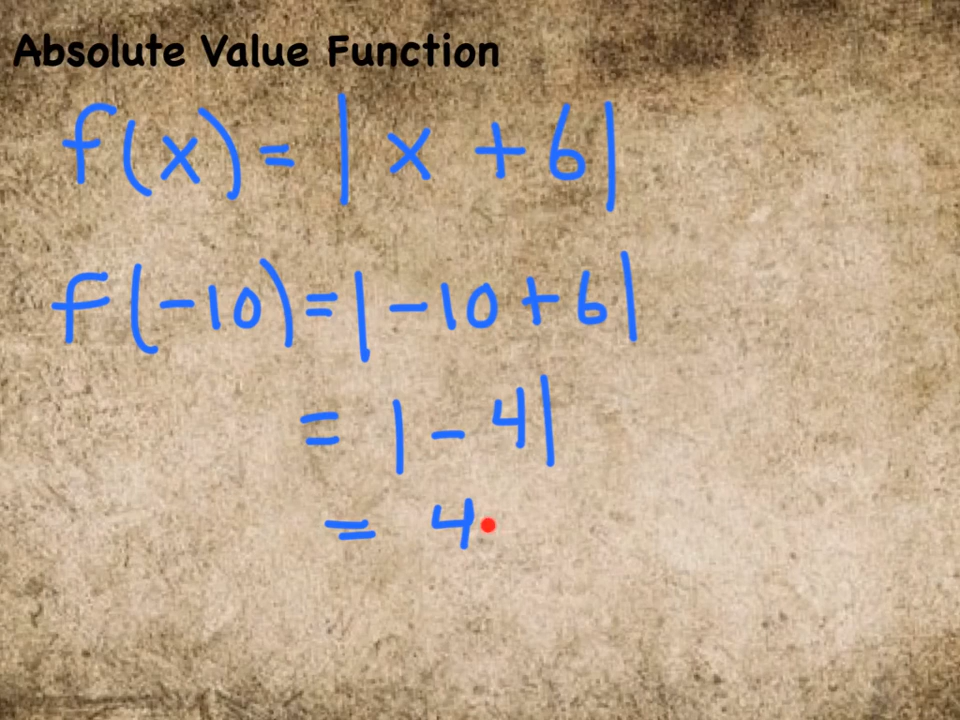 Absolute Value Function
f(x) = |x + 6|
f(-10) = |-10 + 6|
= |-4|
= 4